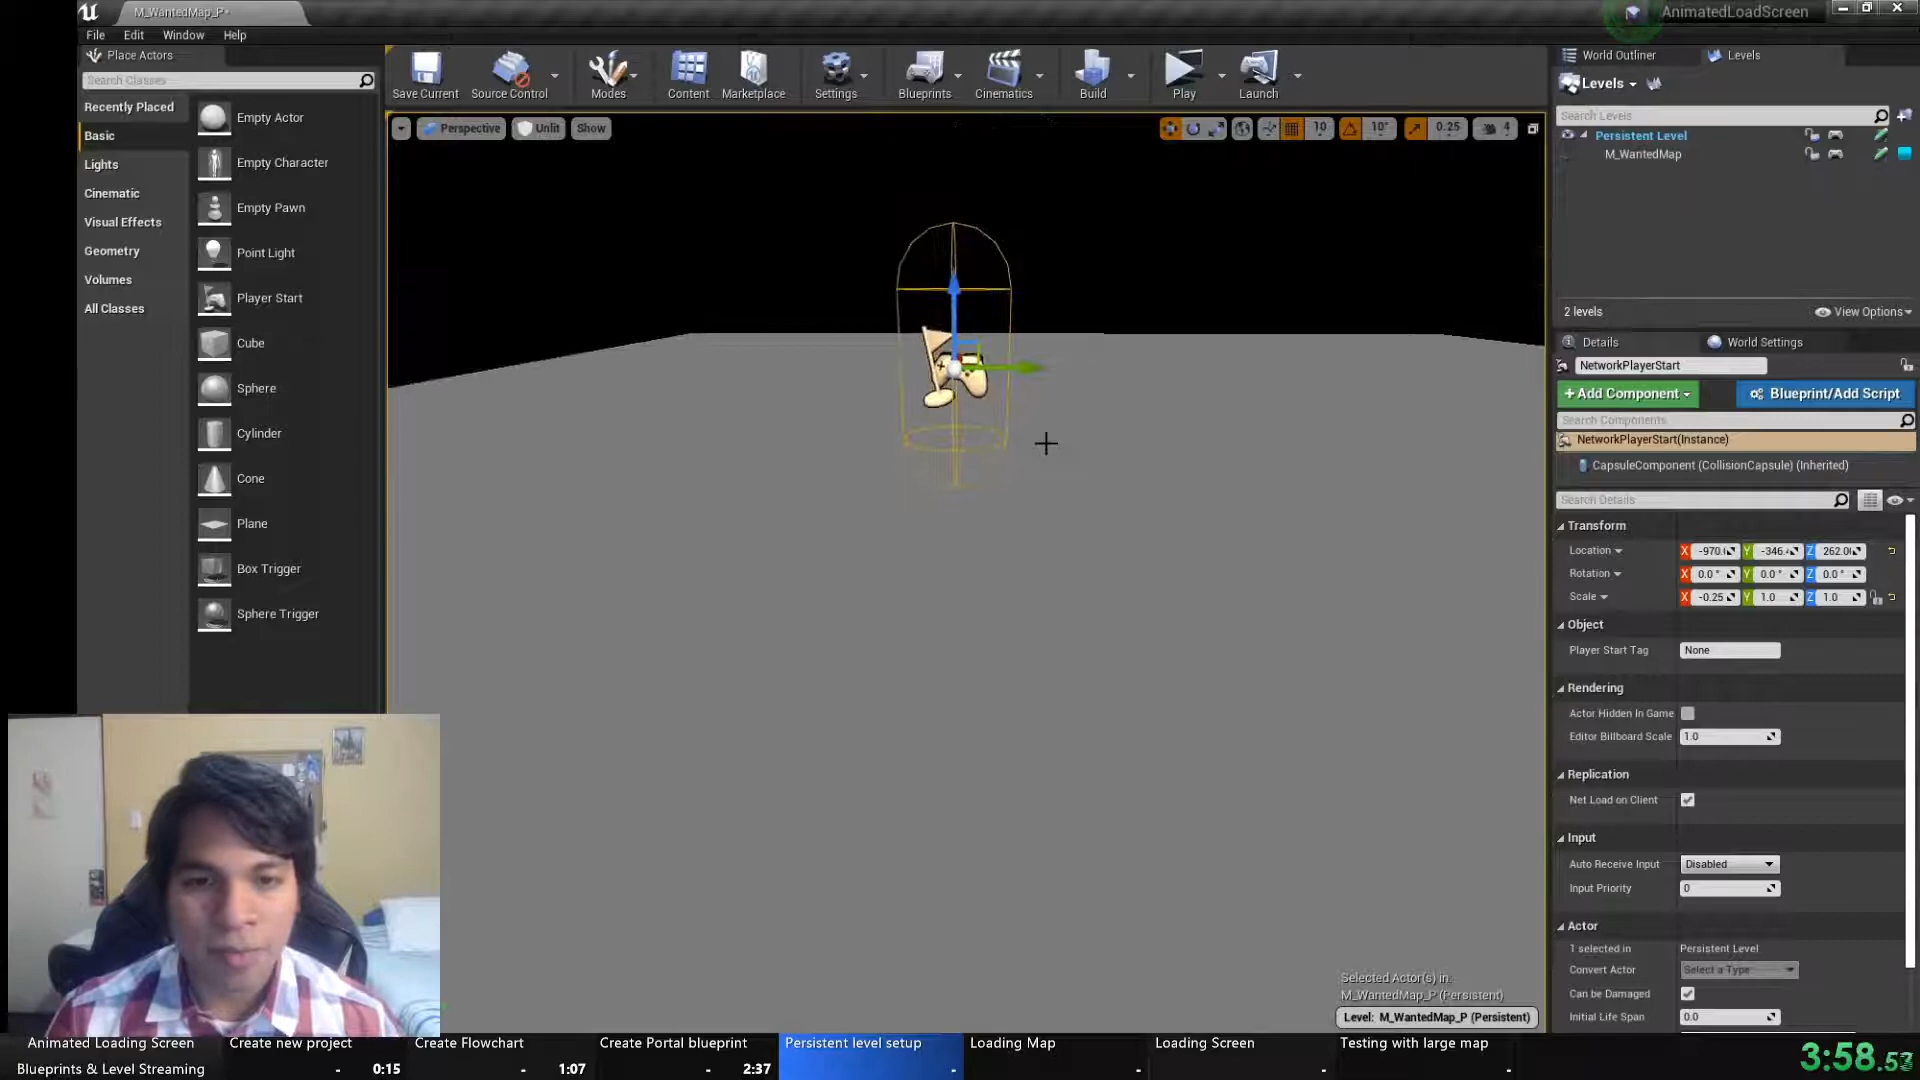 M_WantedMap_P*
AnimatedLoadScreen
File Edit Window Help
Place Actors
Search Classes
Recently Placed
Basic
Lights
Cinematic
Visual Effects
Geometry
Volumes
All Classes
Empty Actor
Empty Character
Empty Pawn
Point Light
Player Start
Cube
Sphere
Cylinder
Cone
Plane
Box Trigger
Sphere Trigger
Save Current
Source Control
Modes
Content
Marketplace
Settings
Blueprints
Cinematics
Build
Play
Launch
Perspective Unlit Show
10 10° 0.25 4
World Outliner Levels
Levels
Search Levels
Persistent Level
M_WantedMap
2 levels View Options
Details World Settings
NetworkPlayerStart
+Add Component Blueprint/Add Script
Search Components
NetworkPlayerStart(Instance)
CapsuleComponent (CollisionCapsule) (Inherited)
Search Details
Transform
Location X Y Z 262.0
Rotation X 0.0 ° Y 0.0 ° Z 0.0 °
Scale X -0.25 Y 1.0 Z 1.0
Object
Player Start Tag None
Rendering
Actor Hidden In Game
Editor Billboard Scale 1.0
Replication
Net Load on Client
Input
Auto Receive Input Disabled
Input Priority 0
Actor
1 selected in Persistent Level
Convert Actor Select a Type
Can be Damaged
Initial Life Span 0.0
Selected Actor(s) in:
M_WantedMap_P (Persistent)
Level: M_WantedMap_P (Persistent)
Animated Loading Screen
Blueprints & Level Streaming
Create new project
- 0:15
Create Flowchart
- 1:07
Create Portal blueprint
- 2:37
Persistent level setup
-
Loading Map
-
Loading Screen
-
Testing with large map
-
3:58.53